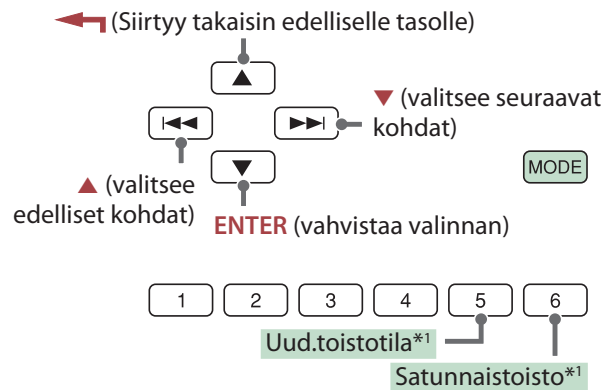 (Siirtyy takaisin edelliselle tasolle)
▼ (valitsee seuraavat
kohdat)
▲ (valitsee
edelliset kohdat)
MODE
ENTER (vahvistaa valinnan)
1 2 3 4 5 6
Uud.toistotila*1
Satunnaistoisto*1